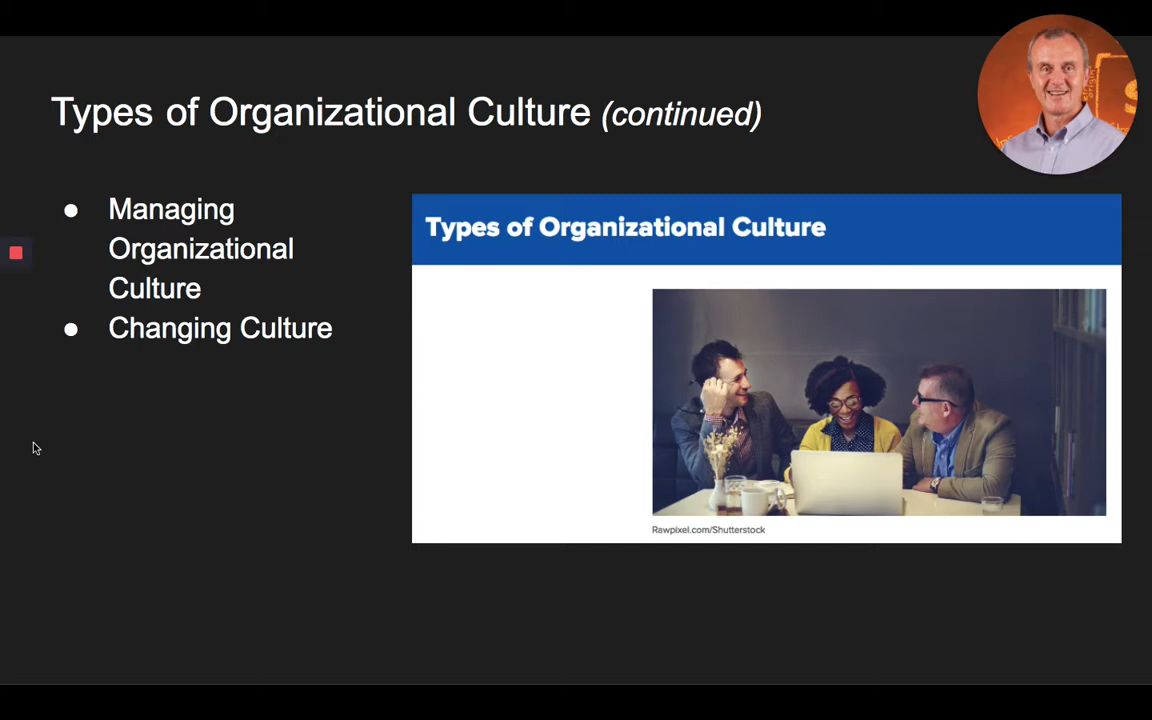 Types of Organizational Culture (continued)
● Managing
Organizational
Culture
● Changing Culture
Types of Organizational Culture
Rawpixel.com/Shutterstock